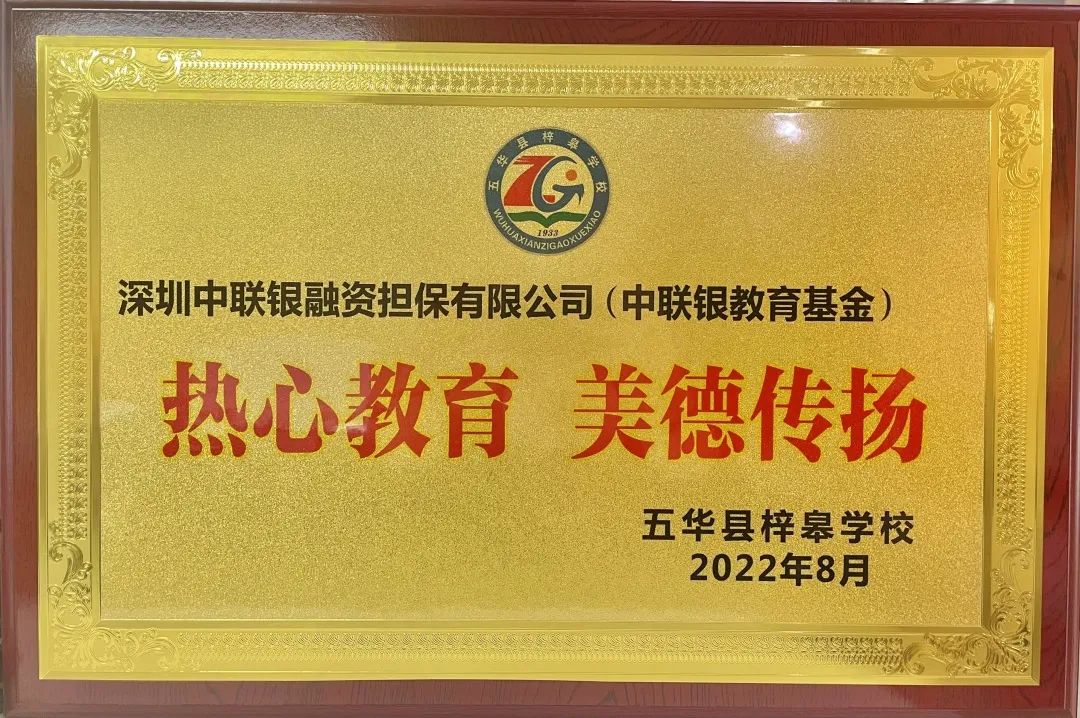 五华县梓皋学校
ZG
1933
WUHUAXIANZIGAOXUEXIAO
深圳中联银融资担保有限公司（中联银教育基金）
热心教育 美德传扬
五华县梓皋学校
2022年8月